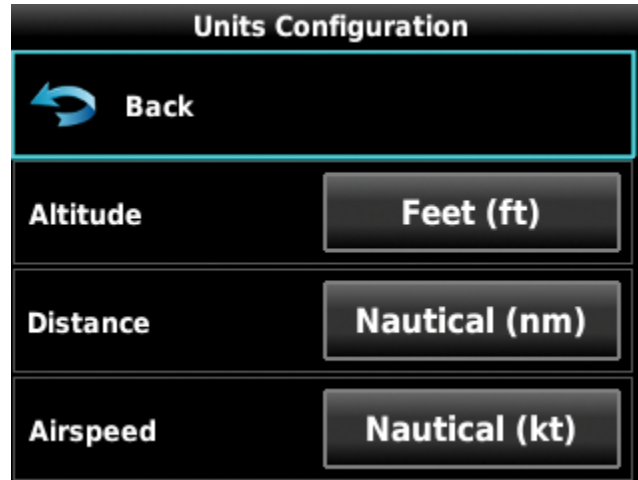 Units Configuration
Back
Altitude Feet (ft)
Distance Nautical (nm)
Airspeed Nautical (kt)